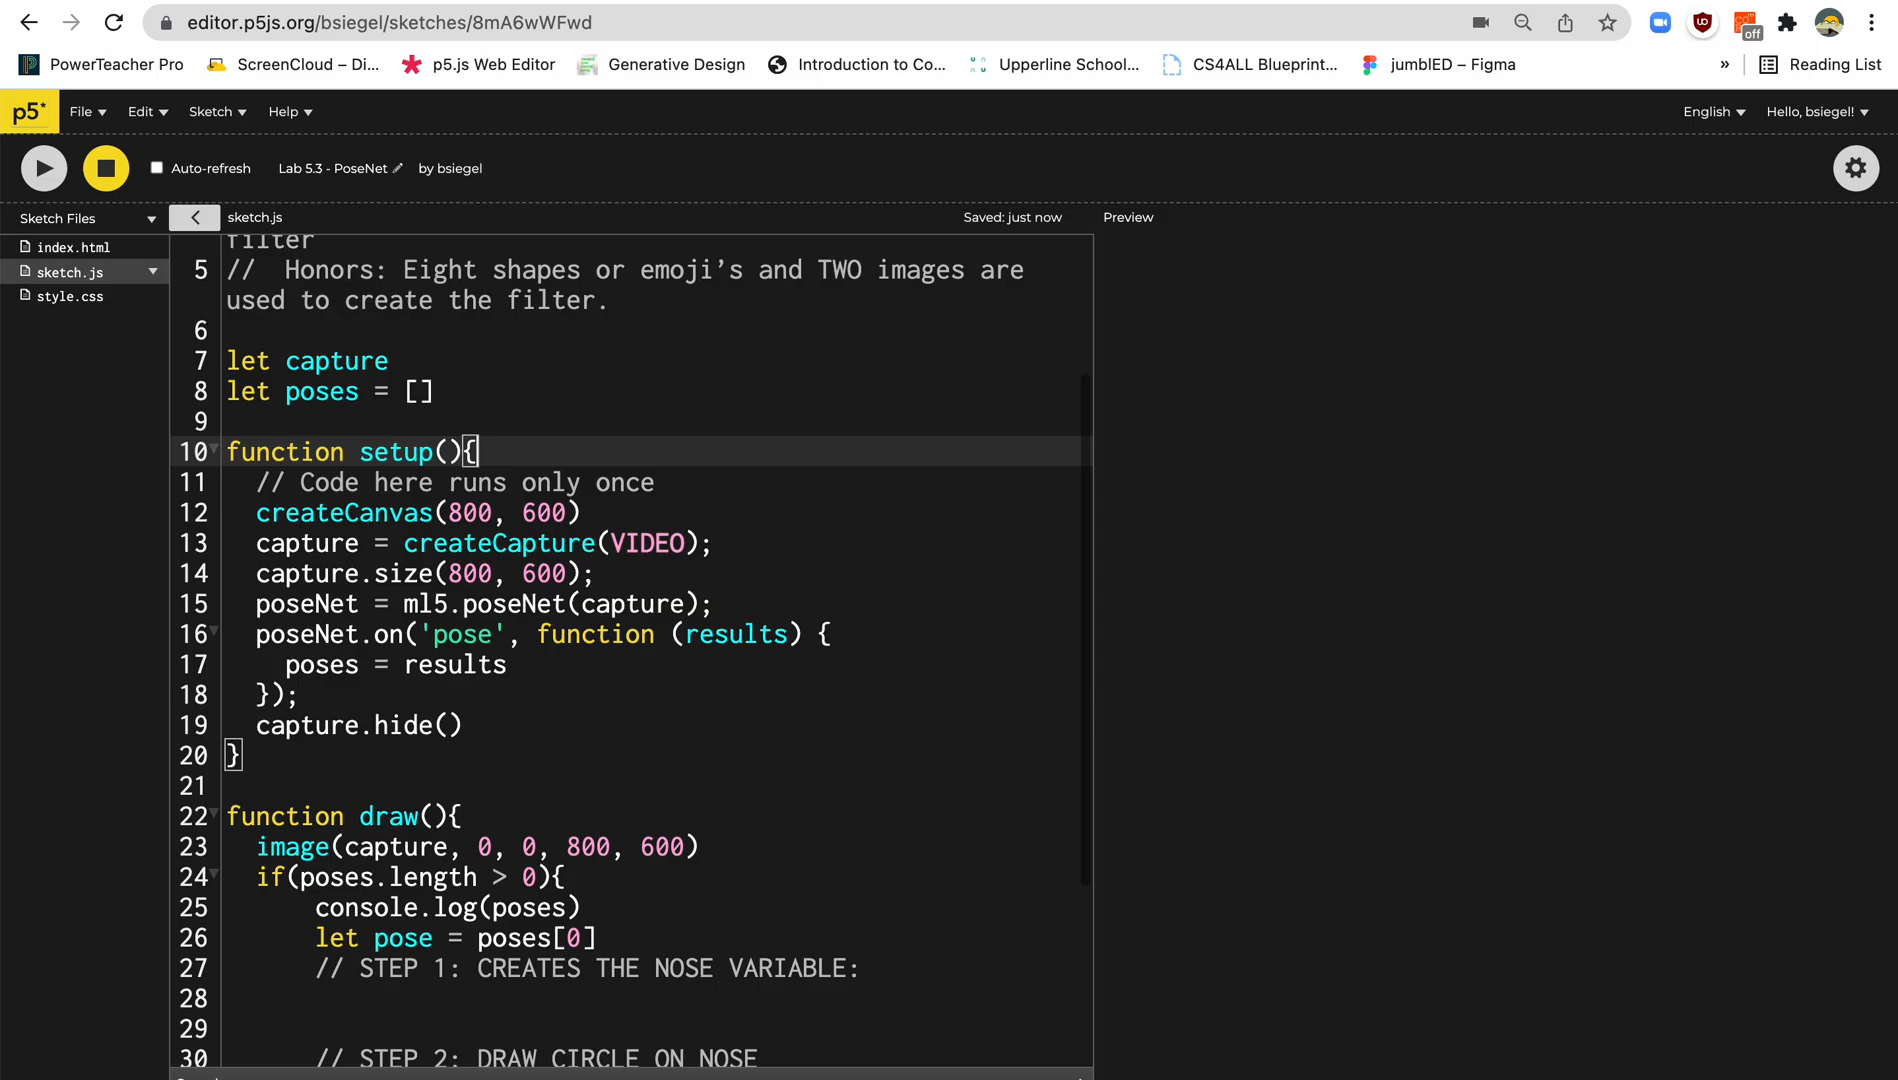 editor.p5js.org/bsiegel/sketches/8mA6wWFwd
off
PowerTeacher Pro
ScreenCloud – Di...
p5.js Web Editor
Generative Design
Introduction to Co...
Upperline School...
CS4ALL Blueprint...
jumblED – Figma
»
Reading List
p5*
File
Edit
Sketch
Help
English
Hello, bsiegel!
Auto-refresh
Lab 5.3 - PoseNet
by bsiegel
Sketch Files
sketch.js
Saved: just now
Preview
index.html
sketch.js
style.css
filter
5 //  Honors: Eight shapes or emoji’s and TWO images are
used to create the filter.
6
7 let capture
8 let poses = []
9
10 function setup(){
11   // Code here runs only once
12   createCanvas(800, 600)
13   capture = createCapture(VIDEO);
14   capture.size(800, 600);
15   poseNet = ml5.poseNet(capture);
16   poseNet.on('pose', function (results) {
17     poses = results
18   });
19   capture.hide()
20 }
21
22 function draw(){
23   image(capture, 0, 0, 800, 600)
24   if(poses.length > 0){
25       console.log(poses)
26       let pose = poses[0]
27       // STEP 1: CREATES THE NOSE VARIABLE:
28
29
30       // STEP 2: DRAW CIRCLE ON NOSE